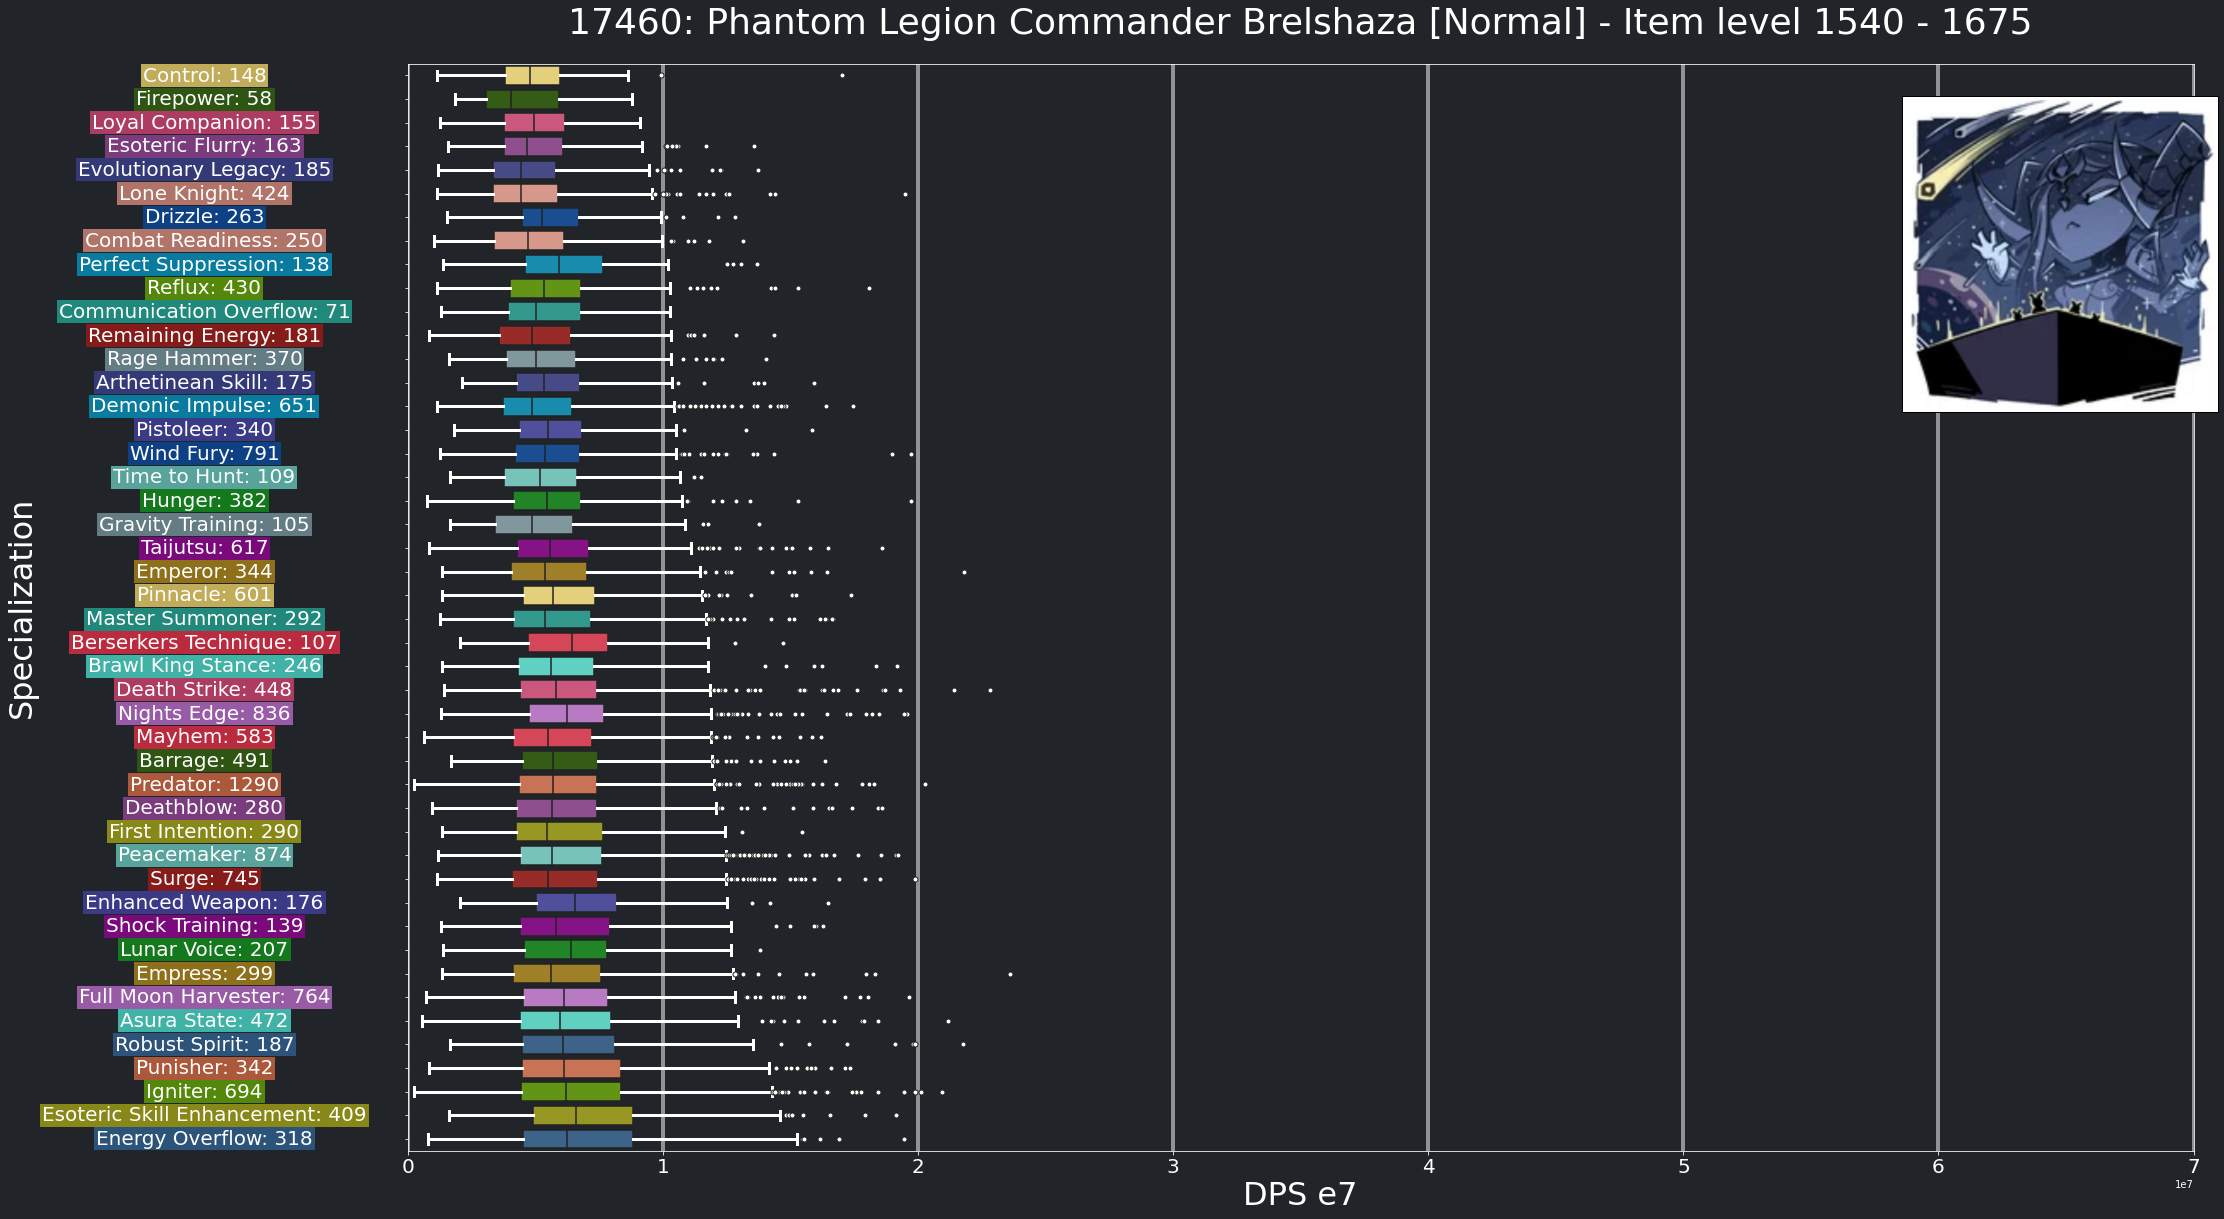 17460: Phantom Legion Commander Brelshaza [Normal] - Item level 1540 - 1675
Control: 148
Firepower: 58
Loyal Companion: 155
Esoteric Flurry: 163
Evolutionary Legacy: 185
Lone Knight: 424
Drizzle: 263
Combat Readiness: 250
Perfect Suppression: 138
Reflux: 430
Communication Overflow: 71
Remaining Energy: 181
Rage Hammer: 370
Arthetinean Skill: 175
Demonic Impulse: 651
Pistoleer: 340
Wind Fury: 791
Time to Hunt: 109
Hunger: 382
Gravity Training: 105
Taijutsu: 617
Emperor: 344
Pinnacle: 601
Master Summoner: 292
Berserkers Technique: 107
Brawl King Stance: 246
Death Strike: 448
Nights Edge: 836
Mayhem: 583
Barrage: 491
Predator: 1290
Deathblow: 280
First Intention: 290
Peacemaker: 874
Surge: 745
Enhanced Weapon: 176
Shock Training: 139
Lunar Voice: 207
Empress: 299
Full Moon Harvester: 764
Asura State: 472
Robust Spirit: 187
Punisher: 342
Igniter: 694
Esoteric Skill Enhancement: 409
Energy Overflow: 318
Specialization
0 1 2 3 4 5 6 7
1e7
DPS e7